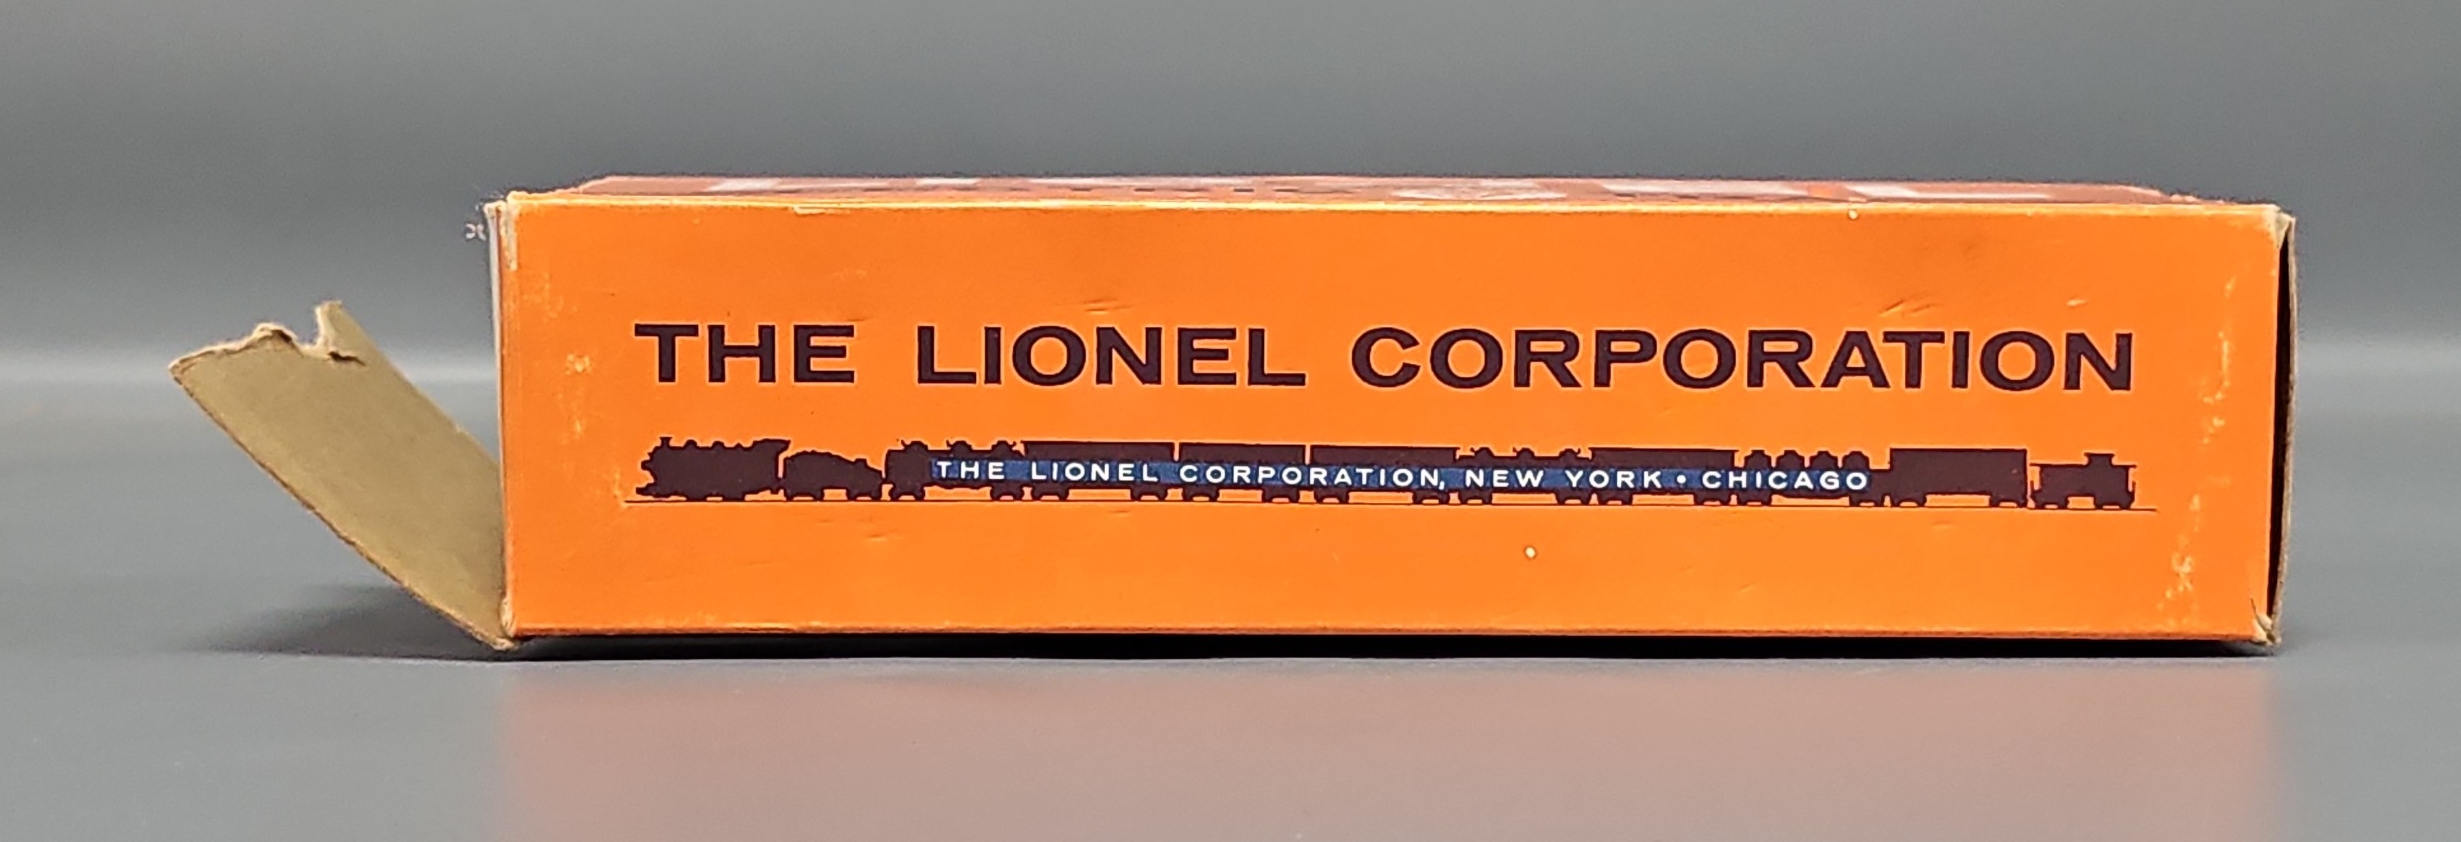 THE LIONEL CORPORATION
THE LIONEL CORPORATION, NEW YORK • CHICAGO